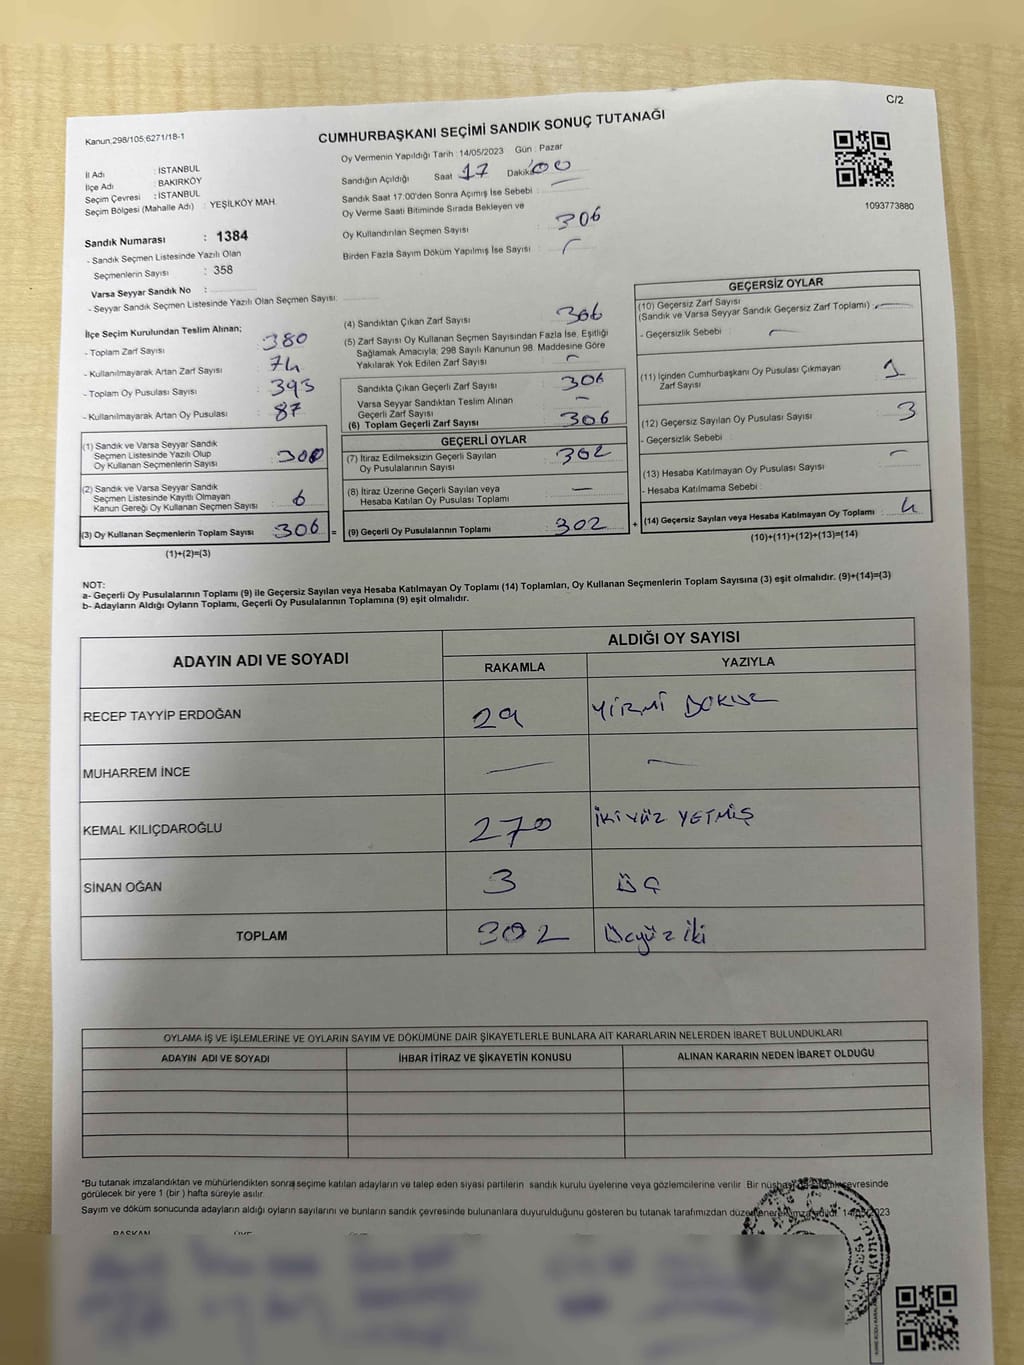 C/2
Kanun:298/105;6271/18-1
CUMHURBAŞKANI SEÇİMİ SANDIK SONUÇ TUTANAĞI
İl Adı : İSTANBUL
İlçe Adı : BAKIRKÖY
Seçim Çevresi : İSTANBUL
Seçim Bölgesi (Mahalle Adı) : YEŞİLKÖY MAH.
Sandık Numarası : 1384
- Sandık Seçmen Listesinde Yazılı Olan
Seçmenlerin Sayısı : 358
Varsa Seyyar Sandık No :
- Seyyar Sandık Seçmen Listesinde Yazılı Olan Seçmen Sayısı:
Oy Vermenin Yapıldığı Tarih : 14/05/2023 Gün : Pazar
Sandığın Açıldığı Saat 17 Dakika 00
Sandık Saat 17:00'den Sonra Açımış İse Sebebi :
Oy Verme Saati Bitiminde Sırada Bekleyen ve
Oy Kullandırılan Seçmen Sayısı : 306
Birden Fazla Sayım Döküm Yapılmış İse Sayısı :
1093773880
İlçe Seçim Kurulundan Teslim Alınan;
- Toplam Zarf Sayısı : 380
- Kullanılmayarak Artan Zarf Sayısı : 74
- Toplam Oy Pusulası Sayısı : 393
- Kullanılmayarak Artan Oy Pusulası : 87
(1) Sandık ve Varsa Seyyar Sandık
Seçmen Listesinde Yazılı Olup
Oy Kullanan Seçmenlerin Sayısı : 300
(2) Sandık ve Varsa Seyyar Sandık
Seçmen Listesinde Kayıtlı Olmayan
Kanun Gereği Oy Kullanan Seçmen Sayısı : 6
(3) Oy Kullanan Seçmenlerin Toplam Sayısı : 306 =
(1)+(2)=(3)
(4) Sandıktan Çıkan Zarf Sayısı : 306
(5) Zarf Sayısı Oy Kullanan Seçmen Sayısından Fazla İse, Eşitliği
Sağlamak Amacıyla; 298 Sayılı Kanunun 98. Maddesine Göre
Yakılarak Yok Edilen Zarf Sayısı :
Sandıkta Çıkan Geçerli Zarf Sayısı : 306
Varsa Seyyar Sandıktan Teslim Alınan
Geçerli Zarf Sayısı : -
(6) Toplam Geçerli Zarf Sayısı : 306
GEÇERLİ OYLAR
(7) İtiraz Edilmeksizin Geçerli Sayılan
Oy Pusulalarının Sayısı : 302
(8) İtiraz Üzerine Geçerli Sayılan veya
Hesaba Katılan Oy Pusulası Toplamı : —
(9) Geçerli Oy Pusulalarının Toplamı : 302 +
GEÇERSİZ OYLAR
(10) Geçersiz Zarf Sayısı
(Sandık ve Varsa Seyyar Sandık Geçersiz Zarf Toplamı) :
- Geçersizlik Sebebi :
(11) İçinden Cumhurbaşkanı Oy Pusulası Çıkmayan
Zarf Sayısı : 1
(12) Geçersiz Sayılan Oy Pusulası Sayısı : 3
- Geçersizlik Sebebi :
(13) Hesaba Katılmayan Oy Pusulası Sayısı :
- Hesaba Katılmama Sebebi :
(14) Geçersiz Sayılan veya Hesaba Katılmayan Oy Toplamı : 4
(10)+(11)+(12)+(13)=(14)
NOT:
a- Geçerli Oy Pusulalarının Toplamı (9) ile Geçersiz Sayılan veya Hesaba Katılmayan Oy Toplamı (14) Toplamları, Oy Kullanan Seçmenlerin Toplam Sayısına (3) eşit olmalıdır. (9)+(14)=(3)
b- Adayların Aldığı Oyların Toplamı, Geçerli Oy Pusulalarının Toplamına (9) eşit olmalıdır.
ADAYIN ADI VE SOYADI ALDIĞI OY SAYISI
RAKAMLA YAZIYLA
RECEP TAYYİP ERDOĞAN 29 YİRMİ DOKUZ
MUHARREM İNCE — —
KEMAL KILIÇDAROĞLU 270 İKİ YÜZ YETMİŞ
SİNAN OĞAN 3 ÜÇ
TOPLAM 302 Üçyüz iki
OYLAMA İŞ VE İŞLEMLERİNE VE OYLARIN SAYIM VE DÖKÜMÜNE DAİR ŞİKAYETLERLE BUNLARA AİT KARARLARIN NELERDEN İBARET BULUNDUKLARI
ADAYIN ADI VE SOYADI İHBAR İTİRAZ VE ŞİKAYETİN KONUSU ALINAN KARARIN NEDEN İBARET OLDUĞU
*Bu tutanak imzalandıktan ve mühürlendikten sonra seçime katılan adayların ve talep eden siyasi partilerin sandık kurulu üyelerine veya gözlemcilerine verilir. Bir nüshası da sandık çevresinde
görülecek bir yere 1 (bir ) hafta süreyle asılır.
Sayım ve döküm sonucunda adayların aldığı oyların sayılarını ve bunların sandık çevresinde bulunanlara duyurulduğunu gösteren bu tutanak tarafımızdan düzenlenerek imzalandı. 14/05/2023
BAŞKAN ÜYE